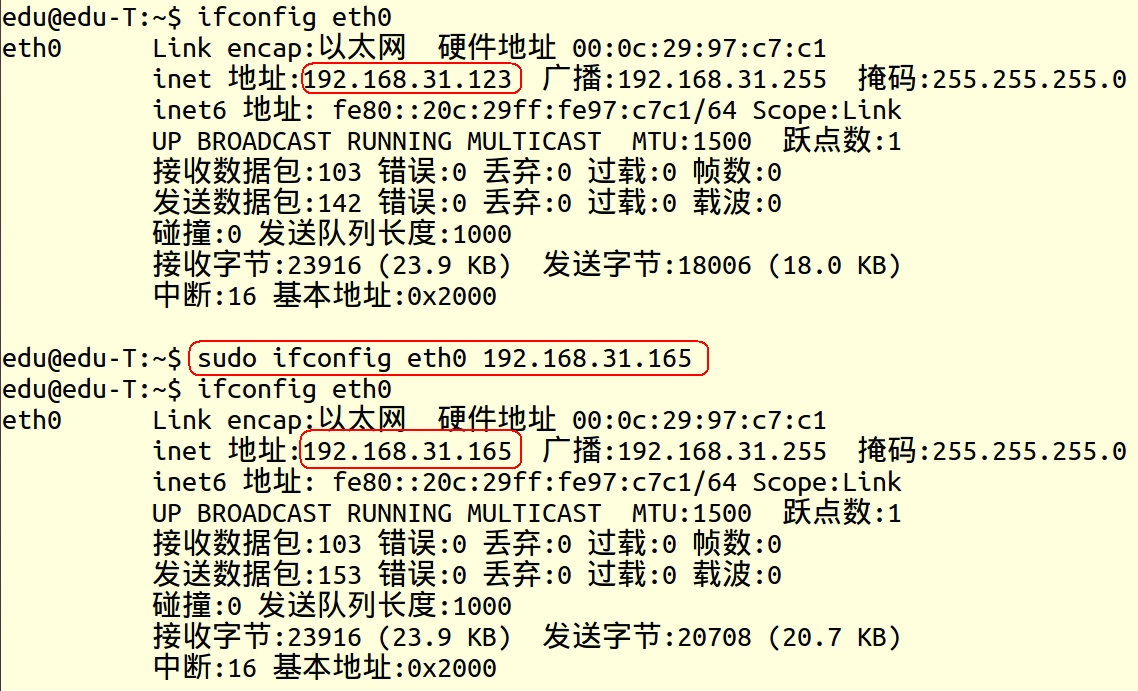 edu@edu-T:~$ ifconfig eth0
eth0      Link encap:以太网  硬件地址 00:0c:29:97:c7:c1
          inet 地址:192.168.31.123  广播:192.168.31.255  掩码:255.255.255.0
          inet6 地址: fe80::20c:29ff:fe97:c7c1/64 Scope:Link
          UP BROADCAST RUNNING MULTICAST  MTU:1500  跃点数:1
          接收数据包:103 错误:0 丢弃:0 过载:0 帧数:0
          发送数据包:142 错误:0 丢弃:0 过载:0 载波:0
          碰撞:0 发送队列长度:1000
          接收字节:23916 (23.9 KB)  发送字节:18006 (18.0 KB)
          中断:16 基本地址:0x2000
edu@edu-T:~$ sudo ifconfig eth0 192.168.31.165
edu@edu-T:~$ ifconfig eth0
eth0      Link encap:以太网  硬件地址 00:0c:29:97:c7:c1
          inet 地址:192.168.31.165  广播:192.168.31.255  掩码:255.255.255.0
          inet6 地址: fe80::20c:29ff:fe97:c7c1/64 Scope:Link
          UP BROADCAST RUNNING MULTICAST  MTU:1500  跃点数:1
          接收数据包:103 错误:0 丢弃:0 过载:0 帧数:0
          发送数据包:153 错误:0 丢弃:0 过载:0 载波:0
          碰撞:0 发送队列长度:1000
          接收字节:23916 (23.9 KB)  发送字节:20708 (20.7 KB)
          中断:16 基本地址:0x2000